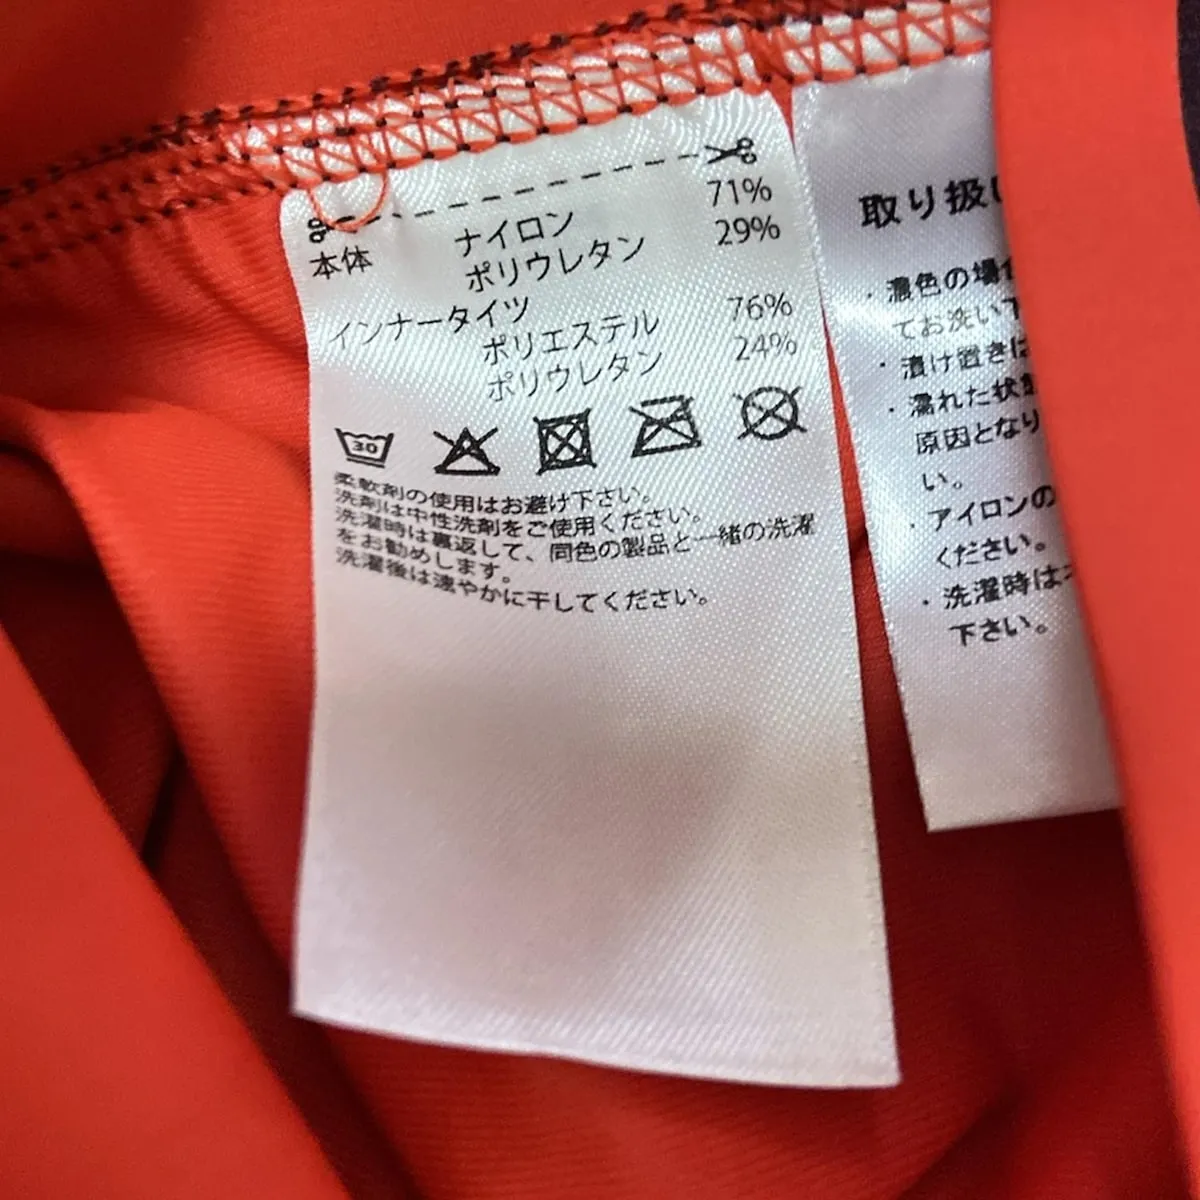 本体 ナイロン 71%
ポリウレタン 29%
インナータイツ
ポリエステル 76%
ポリウレタン 24%
30
柔軟剤の使用はお避け下さい。
洗剤は中性洗剤をご使用ください。
洗濯時は裏返して、同色の製品と一緒の洗濯
をお勧めします。
洗濯後は速やかに干してください。
取り扱い
・濃色の場合
てお洗い下
・漬け置きは
・濡れた状態
原因となり
い。
・アイロンの
ください。
・洗濯時は
下さい。